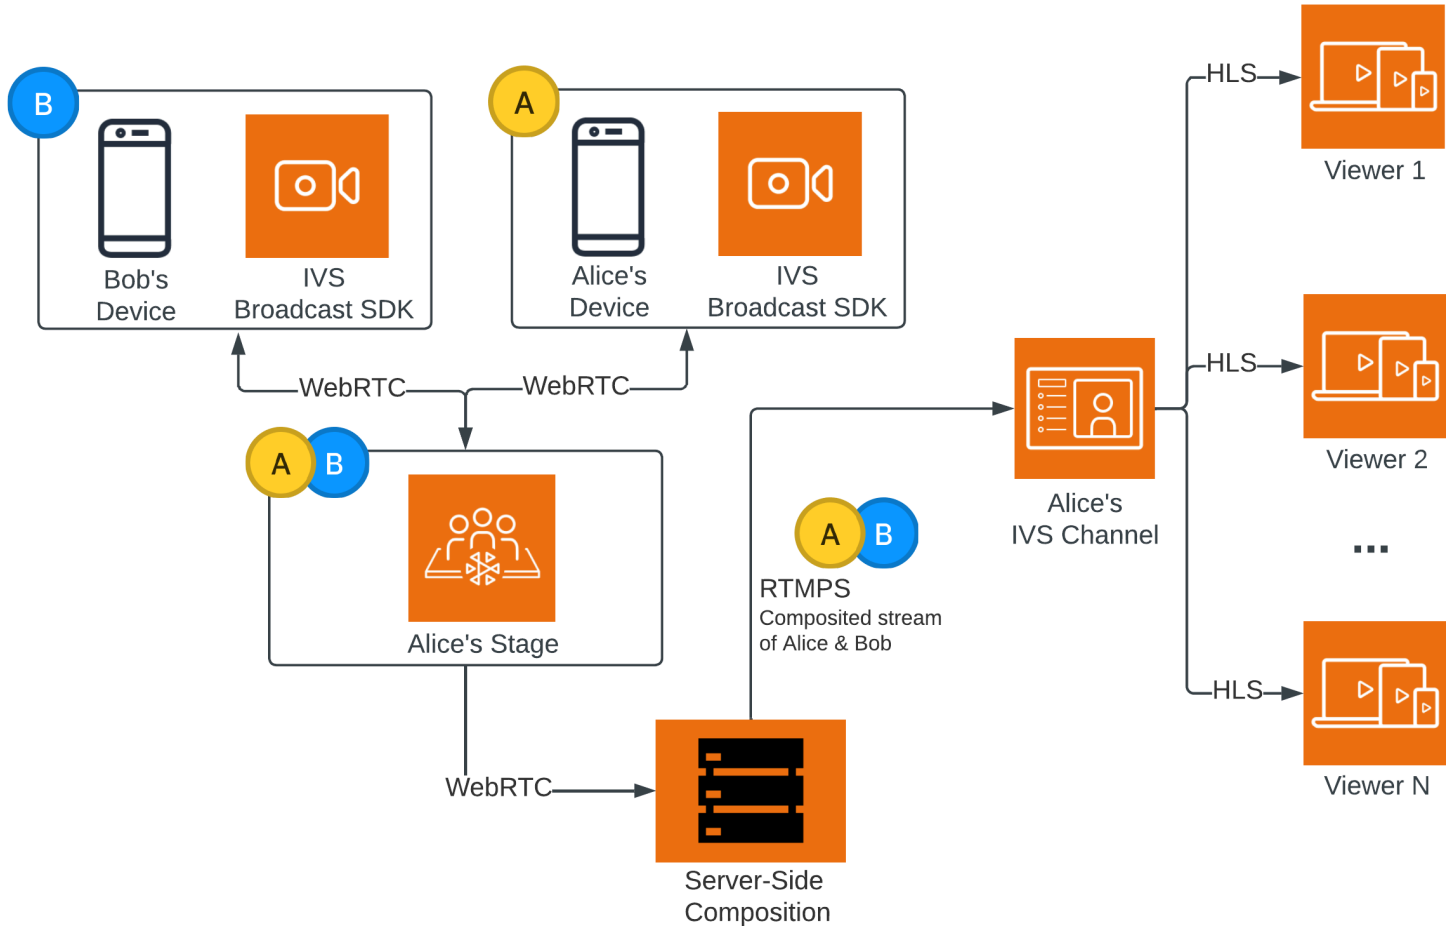 B
Bob's
Device
IVS
Broadcast SDK
A
Alice's
Device
IVS
Broadcast SDK
WebRTC
WebRTC
A
B
Alice's Stage
WebRTC
Server-Side
Composition
A
B
RTMPS
Composited stream
of Alice & Bob
Alice's
IVS Channel
HLS
Viewer 1
HLS
Viewer 2
...
HLS
Viewer N